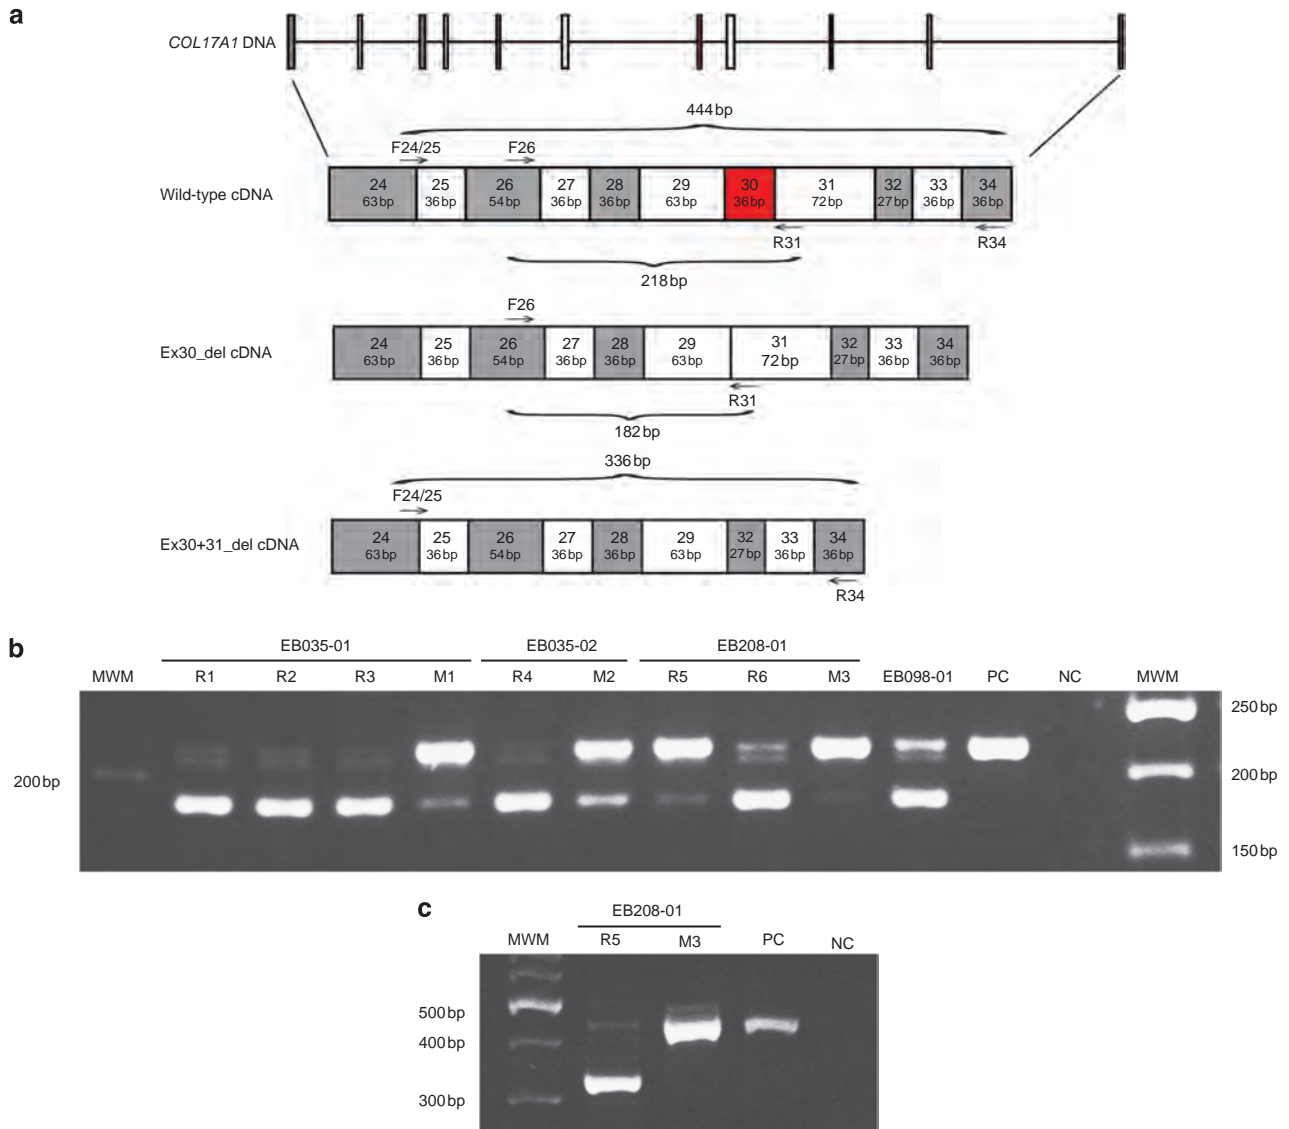 a
COL17A1 DNA
444 bp
F24/25 F26
Wild-type cDNA
24 25 26 27 28 29 30 31 32 33 34
63 bp 36 bp 54 bp 36 bp 36 bp 63 bp 36 bp 72 bp 27 bp 36 bp 36 bp
R31 R34
218 bp
F26
Ex30_del cDNA
24 25 26 27 28 29 31 32 33 34
63 bp 36 bp 54 bp 36 bp 36 bp 63 bp 72 bp 27 bp 36 bp 36 bp
R31
182 bp
336 bp
F24/25
Ex30+31_del cDNA
24 25 26 27 28 29 32 33 34
63 bp 36 bp 54 bp 36 bp 36 bp 63 bp 27 bp 36 bp 36 bp
R34
b
EB035-01 EB035-02 EB208-01
MWM R1 R2 R3 M1 R4 M2 R5 R6 M3 EB098-01 PC NC MWM
250 bp
200 bp 200 bp
150 bp
c
EB208-01
MWM R5 M3 PC NC
500 bp
400 bp
300 bp